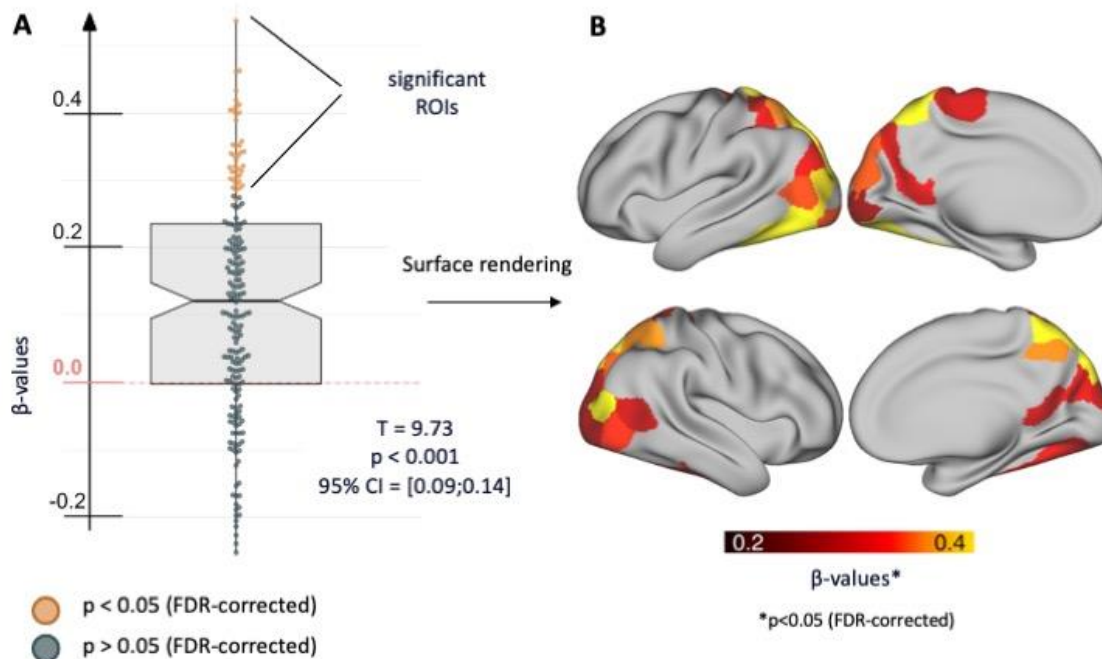 A
B
significant
ROIs
0.4
0.2
0.0
-0.2
β-values
Surface rendering
T = 9.73
p < 0.001
95% CI = [0.09;0.14]
0.2
0.4
β-values*
*p<0.05 (FDR-corrected)
p < 0.05 (FDR-corrected)
p > 0.05 (FDR-corrected)